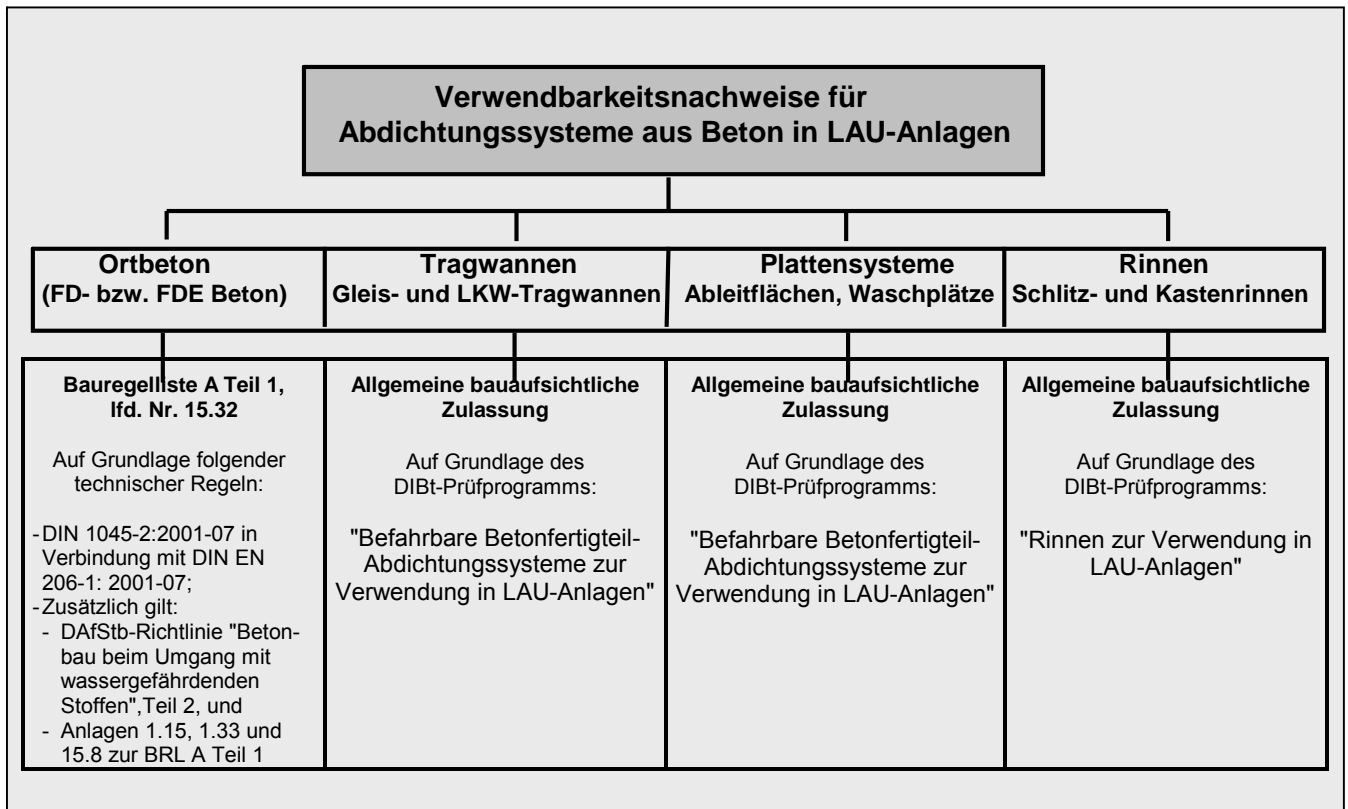 Verwendbarkeitsnachweise für
Abdichtungssysteme aus Beton in LAU-Anlagen
Ortbeton
(FD- bzw. FDE Beton)
Tragwannen
Gleis- und LKW-Tragwannen
Plattensysteme
Ableitflächen, Waschplätze
Rinnen
Schlitz- und Kastenrinnen
Bauregelliste A Teil 1,
lfd. Nr. 15.32
Auf Grundlage folgender
technischer Regeln:
-DIN 1045-2:2001-07 in
Verbindung mit DIN EN
206-1: 2001-07;
-Zusätzlich gilt:
- DAfStb-Richtlinie "Beton-
bau beim Umgang mit
wassergefährdenden
Stoffen",Teil 2, und
- Anlagen 1.15, 1.33 und
15.8 zur BRL A Teil 1
Allgemeine bauaufsichtliche
Zulassung
Auf Grundlage des
DIBt-Prüfprogramms:
"Befahrbare Betonfertigteil-
Abdichtungssysteme zur
Verwendung in LAU-Anlagen"
Allgemeine bauaufsichtliche
Zulassung
Auf Grundlage des
DIBt-Prüfprogramms:
"Befahrbare Betonfertigteil-
Abdichtungssysteme zur
Verwendung in LAU-Anlagen"
Allgemeine bauaufsichtliche
Zulassung
Auf Grundlage des
DIBt-Prüfprogramms:
"Rinnen zur Verwendung in
LAU-Anlagen"